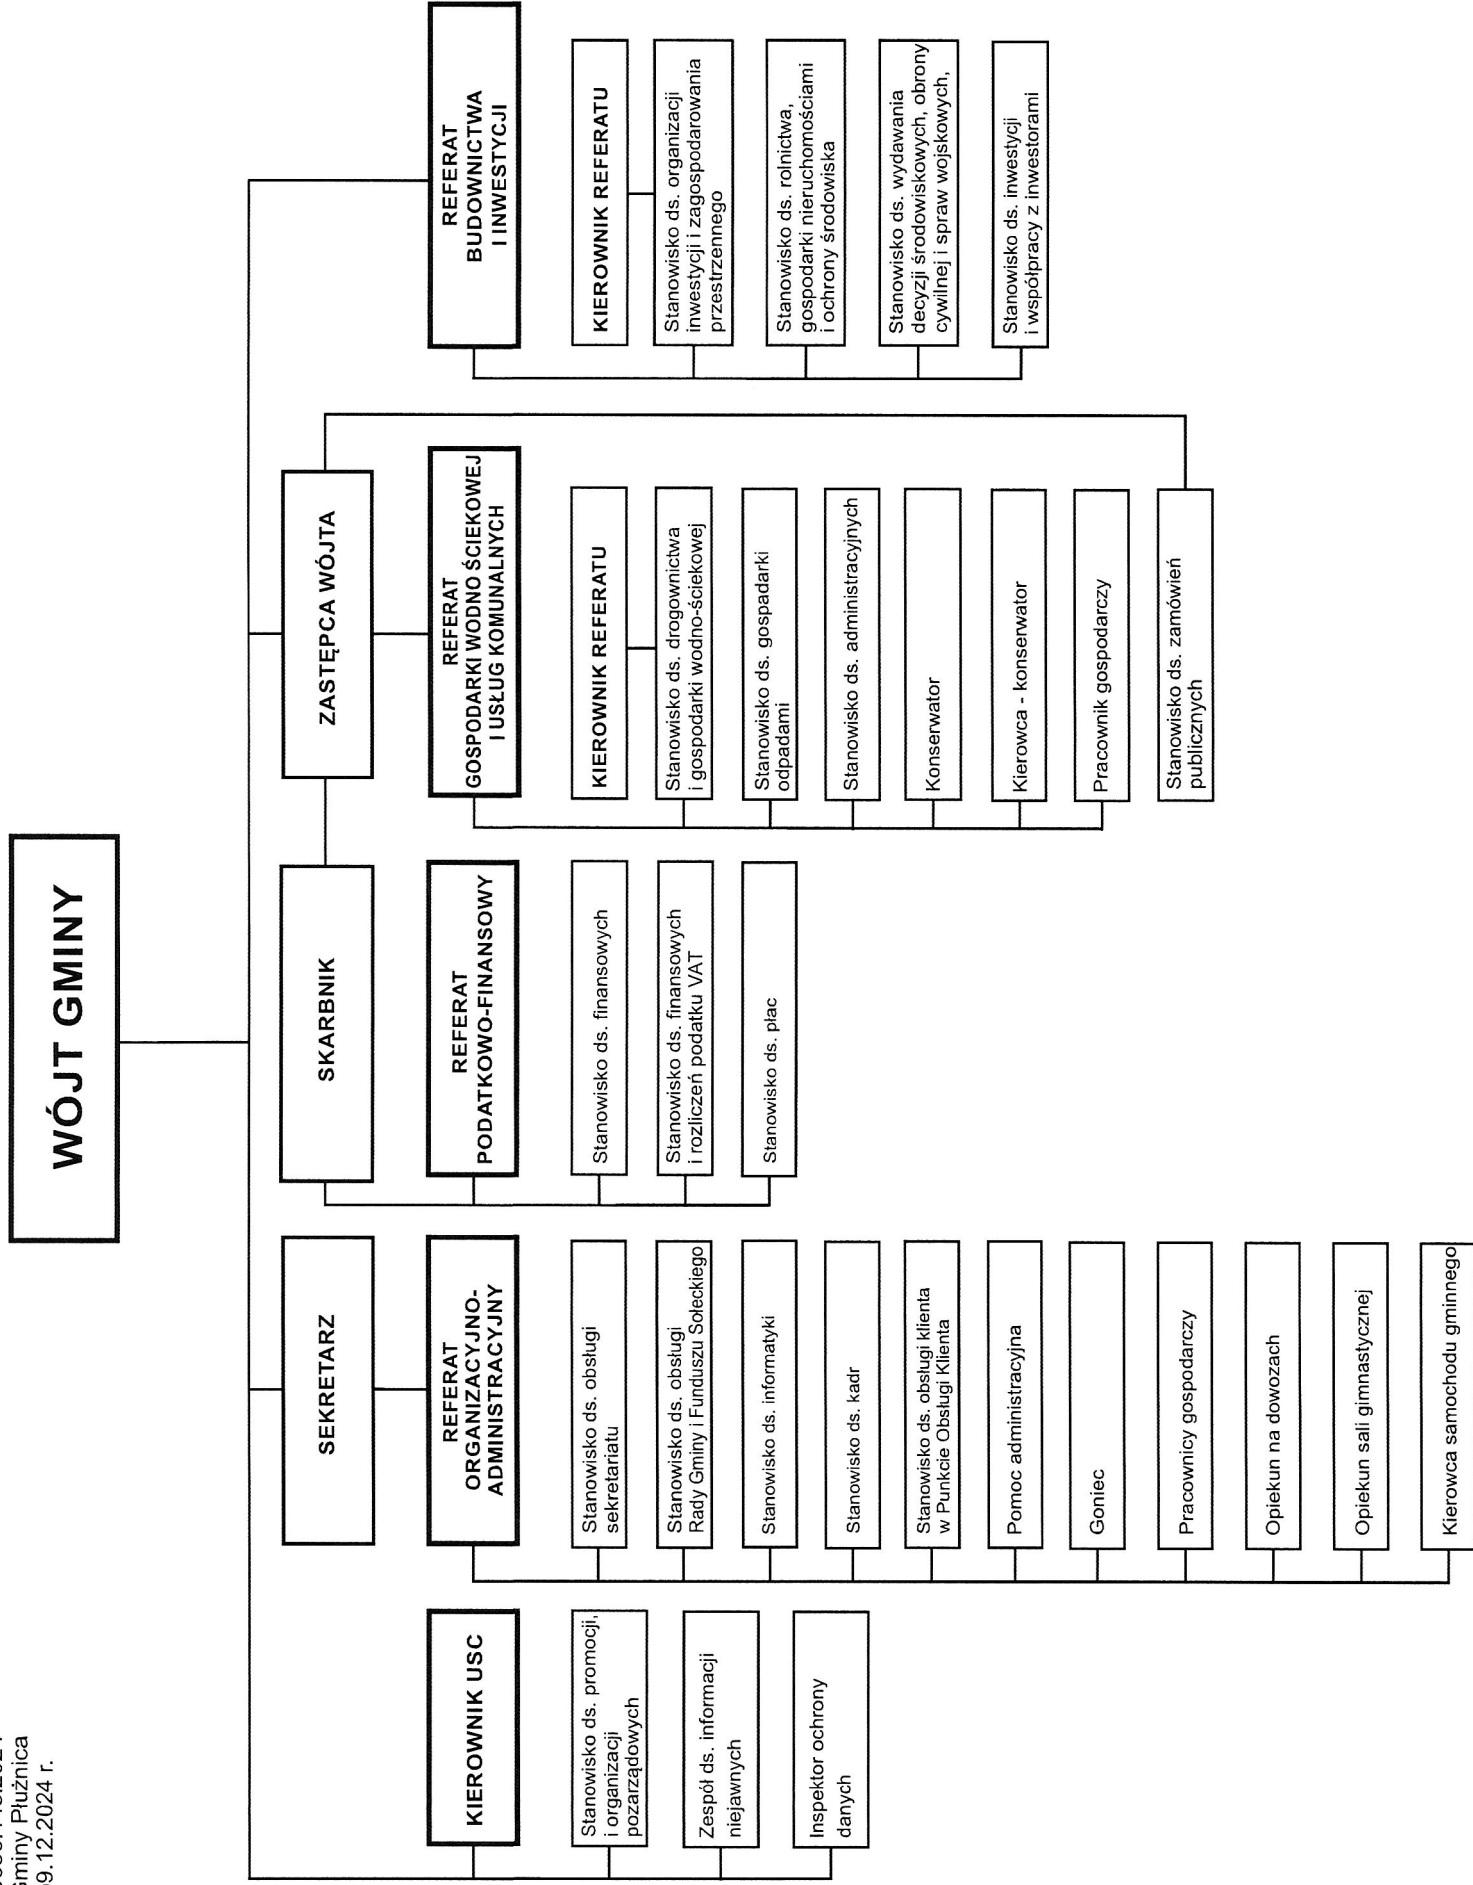 Gminy Płużnica
09.12.2024 r.
WÓJT GMINY
SEKRETARZ
SKARBNIK
ZASTĘPCA WÓJTA
KIEROWNIK USC
Stanowisko ds. promocji,
i organizacji
pozarządowych
Zespół ds. informacji
niejawnych
Inspektor ochrony
danych
REFERAT
ORGANIZACYJNO-
ADMINISTRACYJNY
Stanowisko ds. obsługi
sekretariatu
Stanowisko ds. obsługi
Rady Gminy i Funduszu Sołeckiego
Stanowisko ds. informatyki
Stanowisko ds. kadr
Stanowisko ds. obsługi klienta
w Punkcie Obsługi Klienta
Pomoc administracyjna
Goniec
Pracownicy gospodarczy
Opiekun na dowozach
Opiekun sali gimnastycznej
Kierowca samochodu gminnego
REFERAT
PODATKOWO-FINANSOWY
Stanowisko ds. finansowych
Stanowisko ds. finansowych
i rozliczeń podatku VAT
Stanowisko ds. płac
REFERAT
GOSPODARKI WODNO ŚCIEKOWEJ
I USŁUG KOMUNALNYCH
KIEROWNIK REFERATU
Stanowisko ds. drogownictwa
i gospodarki wodno-ściekowej
Stanowisko ds. gospadarki
odpadami
Stanowisko ds. administracyjnych
Konserwator
Kierowca - konserwator
Pracownik gospodarczy
Stanowisko ds. zamówień
publicznych
REFERAT
BUDOWNICTWA
I INWESTYCJI
KIEROWNIK REFERATU
Stanowisko ds. organizacji
inwestycji i zagospodarowania
przestrzennego
Stanowisko ds. rolnictwa,
gospodarki nieruchomościami
i ochrony środowiska
Stanowisko ds. wydawania
decyzji środowiskowych, obrony
cywilnej i spraw wojskowych,
Stanowisko ds. inwestycji
i współpracy z inwestorami